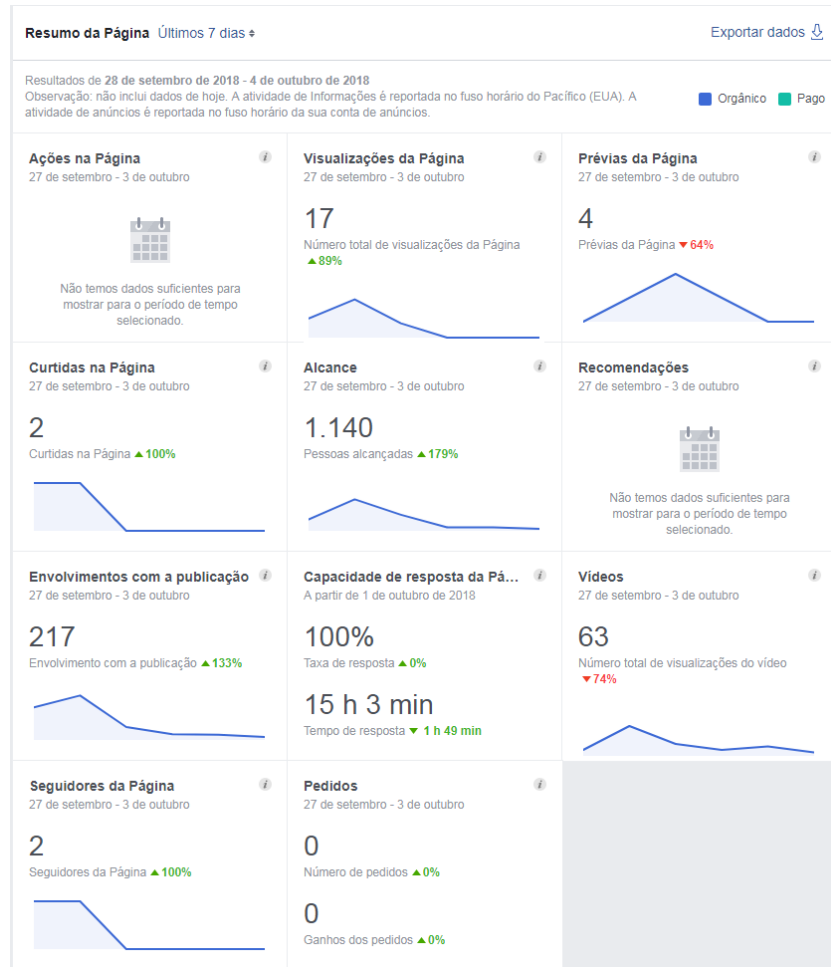 Resumo da Página Últimos 7 dias
Exportar dados
Resultados de 28 de setembro de 2018 - 4 de outubro de 2018
Observação: não inclui dados de hoje. A atividade de Informações é reportada no fuso horário do Pacífico (EUA). A
atividade de anúncios é reportada no fuso horário da sua conta de anúncios.
Orgânico
Pago
Ações na Página
27 de setembro - 3 de outubro
Não temos dados suficientes para
mostrar para o período de tempo
selecionado.
Visualizações da Página
27 de setembro - 3 de outubro
17
Número total de visualizações da Página
▲89%
Prévias da Página
27 de setembro - 3 de outubro
4
Prévias da Página ▼64%
Curtidas na Página
27 de setembro - 3 de outubro
2
Curtidas na Página ▲100%
Alcance
27 de setembro - 3 de outubro
1.140
Pessoas alcançadas ▲179%
Recomendações
27 de setembro - 3 de outubro
Não temos dados suficientes para
mostrar para o período de tempo
selecionado.
Envolvimentos com a publicação
27 de setembro - 3 de outubro
217
Envolvimento com a publicação ▲133%
Capacidade de resposta da Pá...
A partir de 1 de outubro de 2018
100%
Taxa de resposta ▲0%
15 h 3 min
Tempo de resposta ▼ 1 h 49 min
Vídeos
27 de setembro - 3 de outubro
63
Número total de visualizações do vídeo
▼74%
Seguidores da Página
27 de setembro - 3 de outubro
2
Seguidores da Página ▲100%
Pedidos
27 de setembro - 3 de outubro
0
Número de pedidos ▲0%
0
Ganhos dos pedidos ▲0%